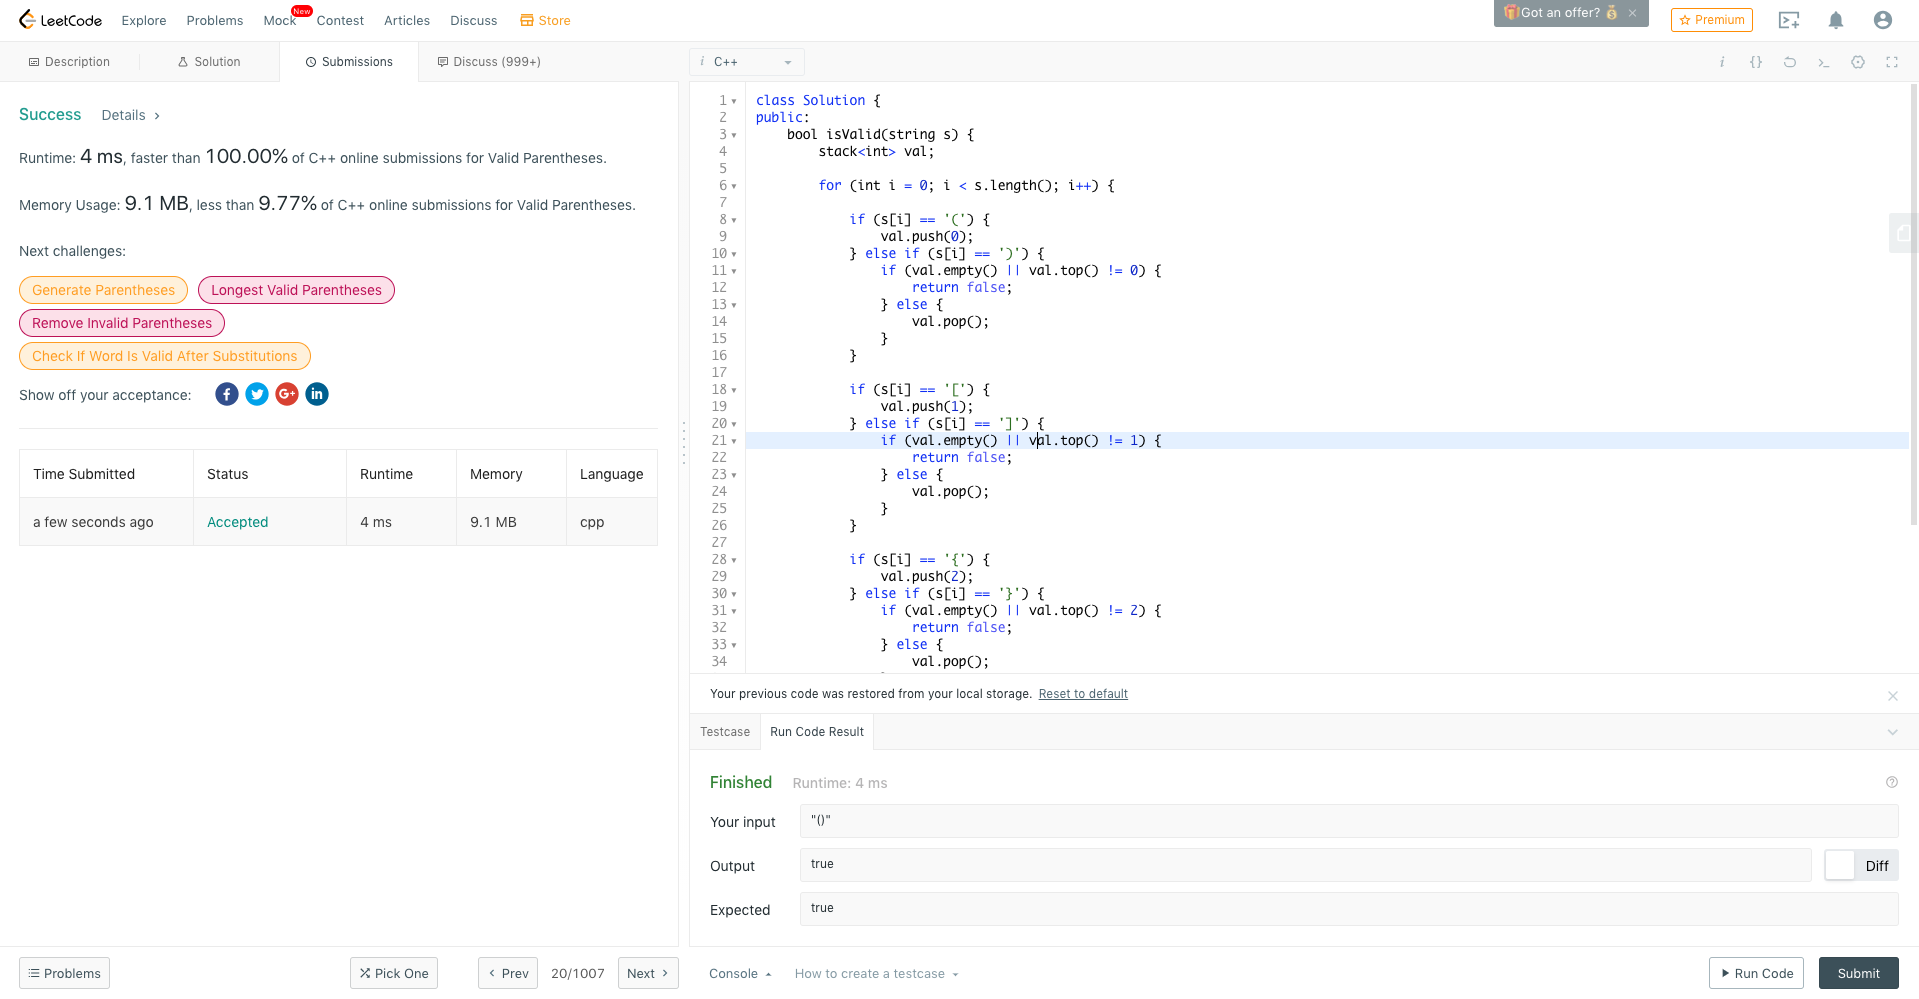 LeetCode Explore Problems Mock New Contest Articles Discuss Store Got an offer? × Premium
Description Solution Submissions Discuss (999+) i C++ i {}
Success Details >
Runtime: 4 ms, faster than 100.00% of C++ online submissions for Valid Parentheses.
Memory Usage: 9.1 MB, less than 9.77% of C++ online submissions for Valid Parentheses.
Next challenges:
Generate Parentheses Longest Valid Parentheses
Remove Invalid Parentheses
Check If Word Is Valid After Substitutions
Show off your acceptance: f G+ in
Time Submitted Status Runtime Memory Language
a few seconds ago Accepted 4 ms 9.1 MB cpp
1 class Solution {
2 public:
3 bool isValid(string s) {
4 stack<int> val;
5
6 for (int i = 0; i < s.length(); i++) {
7
8 if (s[i] == '(') {
9 val.push(0);
10 } else if (s[i] == ')') {
11 if (val.empty() || val.top() != 0) {
12 return false;
13 } else {
14 val.pop();
15 }
16 }
17
18 if (s[i] == '[') {
19 val.push(1);
20 } else if (s[i] == ']') {
21 if (val.empty() || val.top() != 1) {
22 return false;
23 } else {
24 val.pop();
25 }
26 }
27
28 if (s[i] == '{') {
29 val.push(2);
30 } else if (s[i] == '}') {
31 if (val.empty() || val.top() != 2) {
32 return false;
33 } else {
34 val.pop();
Your previous code was restored from your local storage. Reset to default
Testcase Run Code Result
Finished Runtime: 4 ms
Your input "()"
Output true Diff
Expected true
Problems Pick One < Prev 20/1007 Next > Console How to create a testcase Run Code Submit